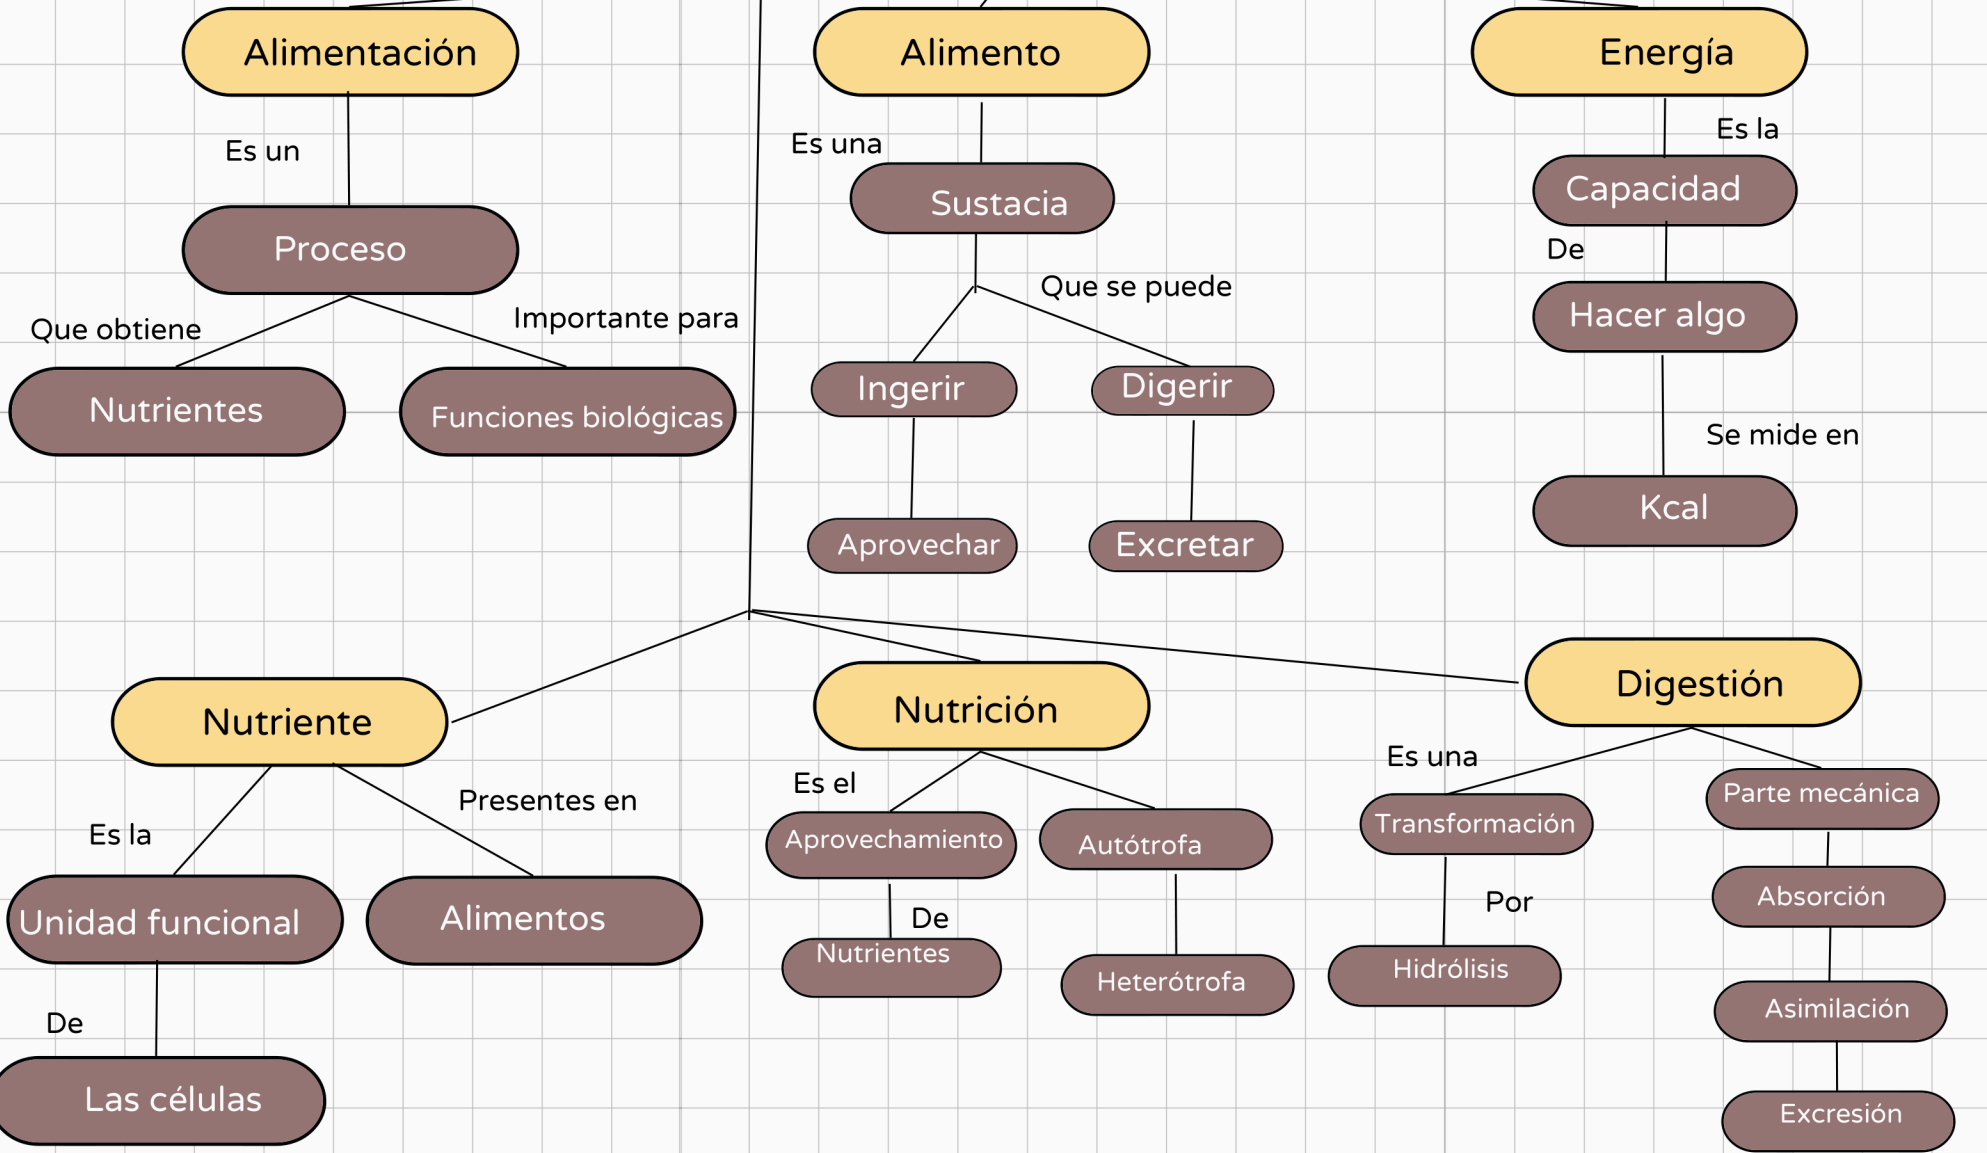 Alimentación
Alimento
Energía
Es un
Es una
Es la
Proceso
Sustacia
Capacidad
De
Que obtiene
Importante para
Que se puede
Hacer algo
Nutrientes
Funciones biológicas
Ingerir
Digerir
Se mide en
Aprovechar
Excretar
Kcal
Nutriente
Nutrición
Digestión
Es la
Presentes en
Es el
Es una
Parte mecánica
Unidad funcional
Alimentos
Aprovechamiento
Autótrofa
Transformación
Absorción
De
De
Por
Nutrientes
Heterótrofa
Hidrólisis
Asimilación
Las células
Excresión